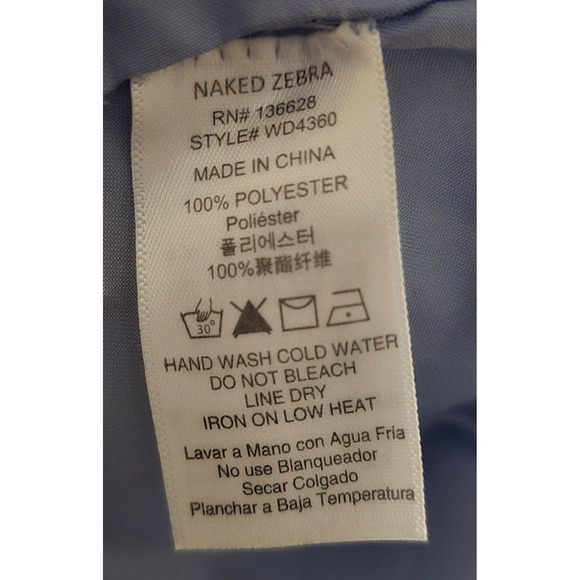 NAKED ZEBRA
RN# 136628
STYLE# WD4360
MADE IN CHINA
100% POLYESTER
Poliéster
폴리에스터
100%聚酯纤维
30°
HAND WASH COLD WATER
DO NOT BLEACH
LINE DRY
IRON ON LOW HEAT
Lavar a Mano con Agua Fría
No use Blanqueador
Secar Colgado
Planchar a Baja Temperatura